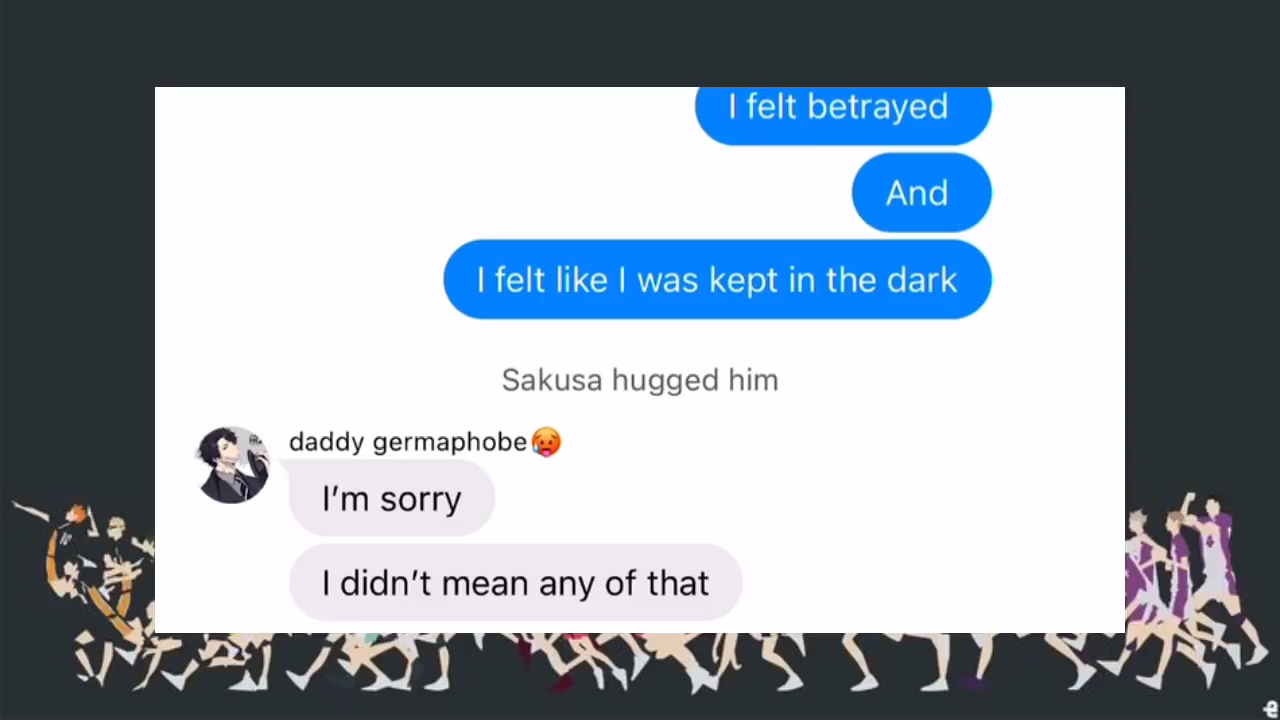 I felt betrayed
And
I felt like I was kept in the dark
Sakusa hugged him
daddy germaphobe🥵
I'm sorry
I didn't mean any of that